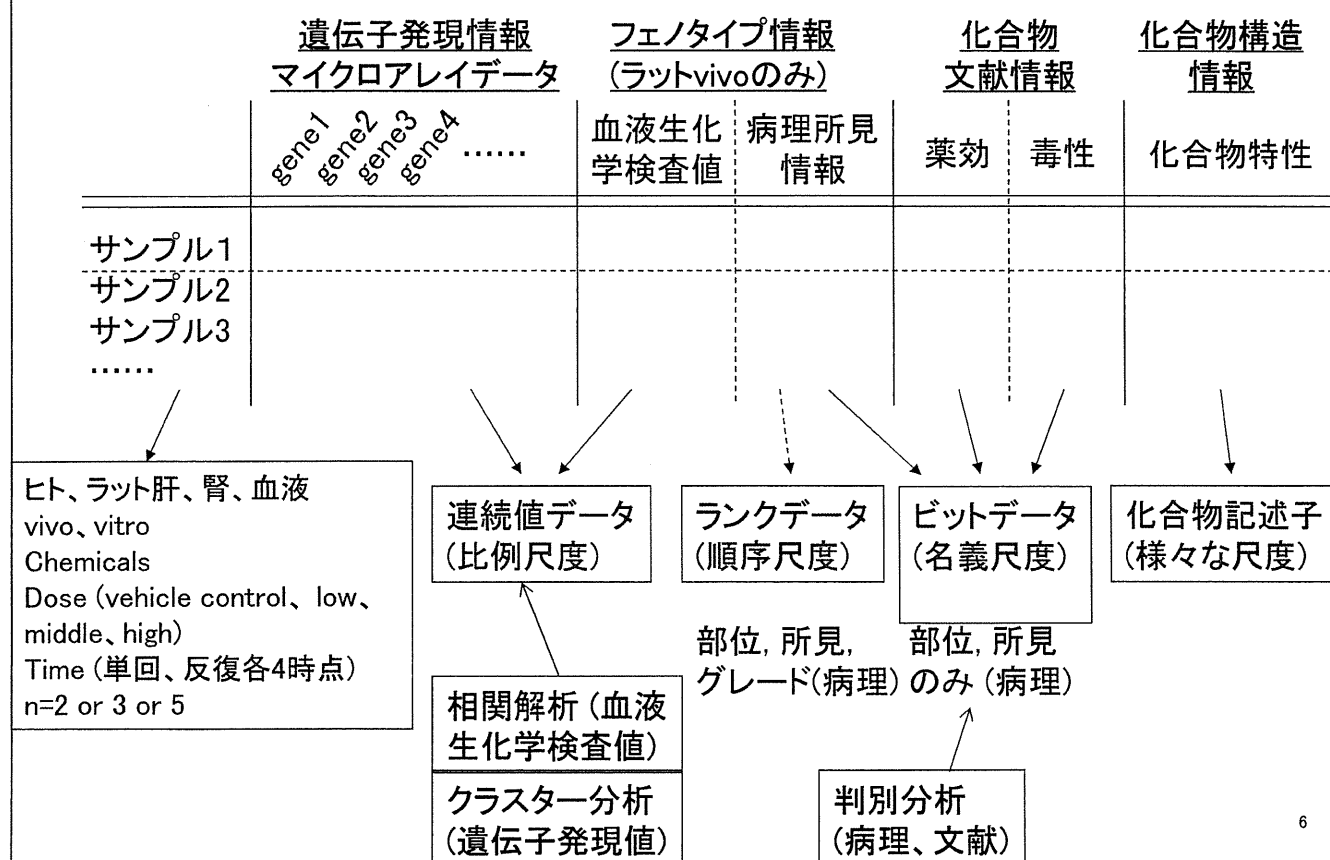 遺伝子発現情報
マイクロアレイデータ
フェノタイプ情報
(ラットvivoのみ)
化合物
文献情報
化合物構造
情報
gene1
gene2
gene3
gene4
……
血液生化
学検査値
病理所見
情報
薬効
毒性
化合物特性
サンプル1
サンプル2
サンプル3
……
ヒト、ラット肝、腎、血液
vivo、vitro
Chemicals
Dose (vehicle control、 low、
middle、high)
Time (単回、反復各4時点)
n=2 or 3 or 5
連続値データ
(比例尺度)
ランクデータ
(順序尺度)
ビットデータ
(名義尺度)
化合物記述子
(様々な尺度)
部位, 所見,
グレード(病理)
部位, 所見
のみ (病理)
相関解析 (血液
生化学検査値)
クラスター分析
(遺伝子発現値)
判別分析
(病理、文献)
6